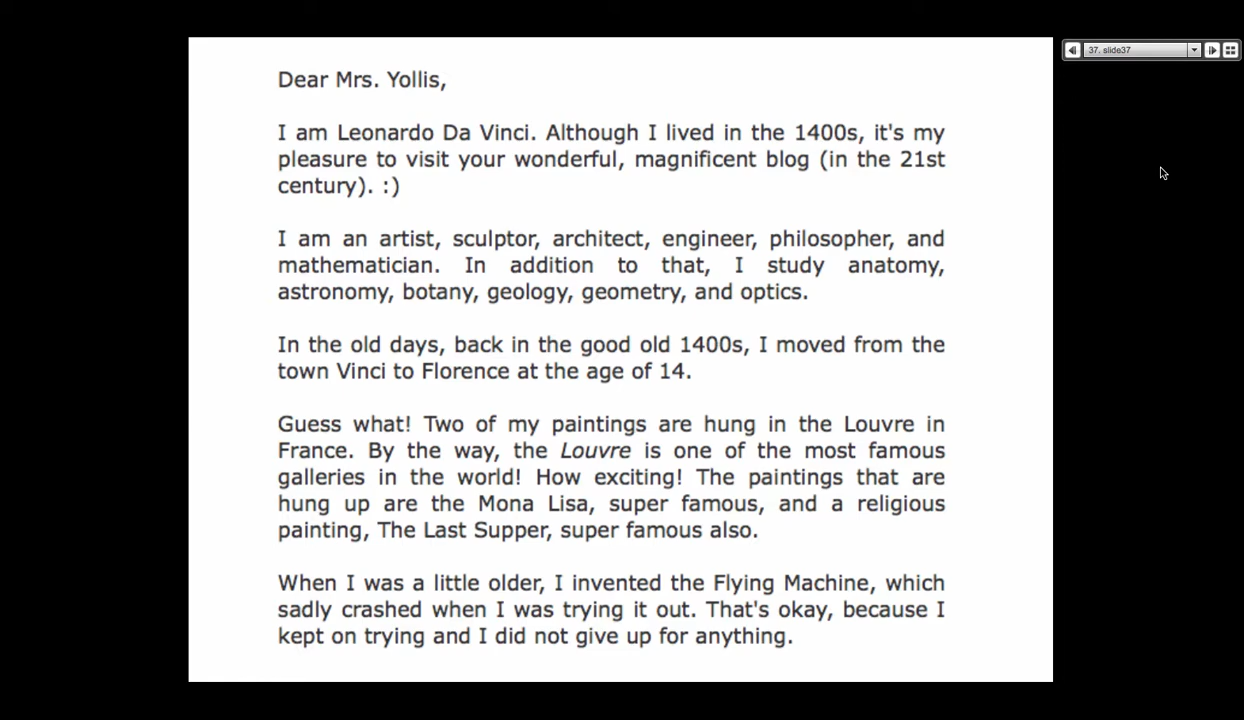 37. slide37
Dear Mrs. Yollis,
I am Leonardo Da Vinci. Although I lived in the 1400s, it's my
pleasure to visit your wonderful, magnificent blog (in the 21st
century). :)
I am an artist, sculptor, architect, engineer, philosopher, and
mathematician. In addition to that, I study anatomy,
astronomy, botany, geology, geometry, and optics.
In the old days, back in the good old 1400s, I moved from the
town Vinci to Florence at the age of 14.
Guess what! Two of my paintings are hung in the Louvre in
France. By the way, the Louvre is one of the most famous
galleries in the world! How exciting! The paintings that are
hung up are the Mona Lisa, super famous, and a religious
painting, The Last Supper, super famous also.
When I was a little older, I invented the Flying Machine, which
sadly crashed when I was trying it out. That's okay, because I
kept on trying and I did not give up for anything.